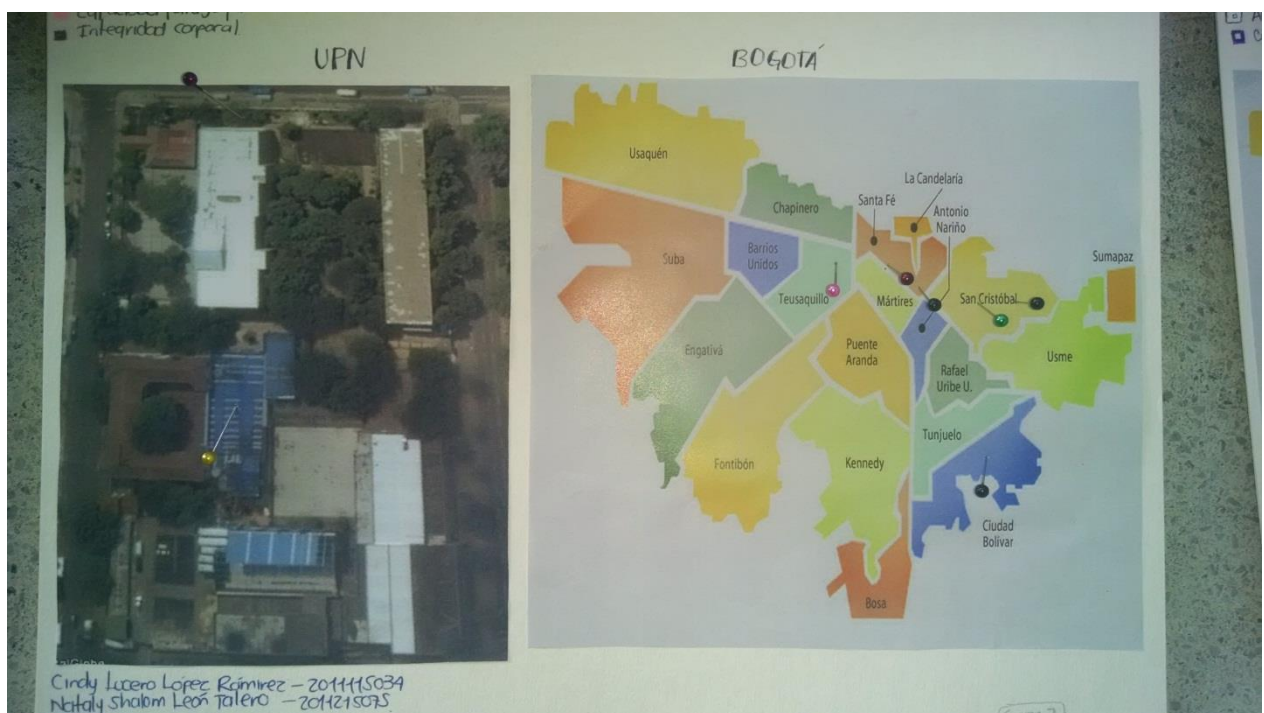 Integridad corporal
UPN
BOGOTÁ
Usaquén
La Candelaría
Santa Fé
Antonio
Nariño
Chapinero
Sumapaz
Barrios
Unidos
Suba
Teusaquillo
Mártires
San Cristóbal
Engativá
Puente
Aranda
Usme
Rafael
Uribe U.
Tunjuelo
Fontibón
Kennedy
Ciudad
Bolívar
Bosa
Cindy Lucero López Ramirez - 2011115034
Nataly Shalom León Talero - 2011215075